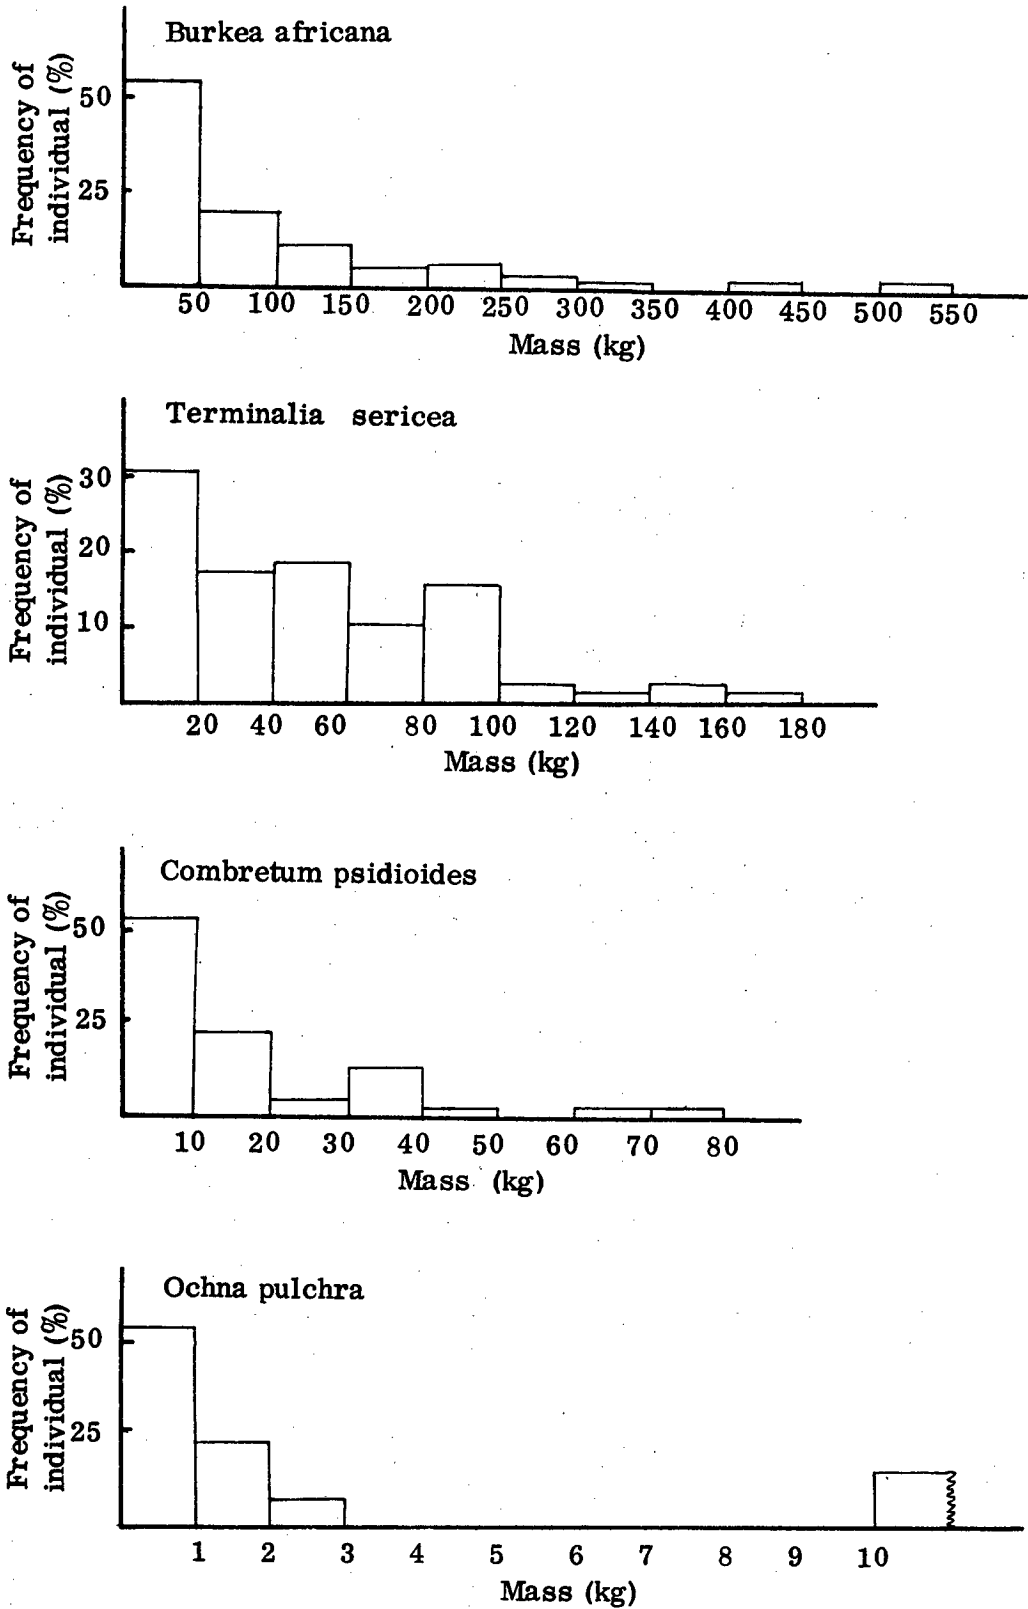 Burkea africana
Frequency of
individual (%)
50
25
50 100 150 200 250 300 350 400 450 500 550
Mass (kg)
Terminalia sericea
Frequency of
individual (%)
30
20
10
20 40 60 80 100 120 140 160 180
Mass (kg)
Combretum psidioides
Frequency of
individual (%)
50
25
10 20 30 40 50 60 70 80
Mass (kg)
Ochna pulchra
Frequency of
individual (%)
50
25
1 2 3 4 5 6 7 8 9 10
Mass (kg)